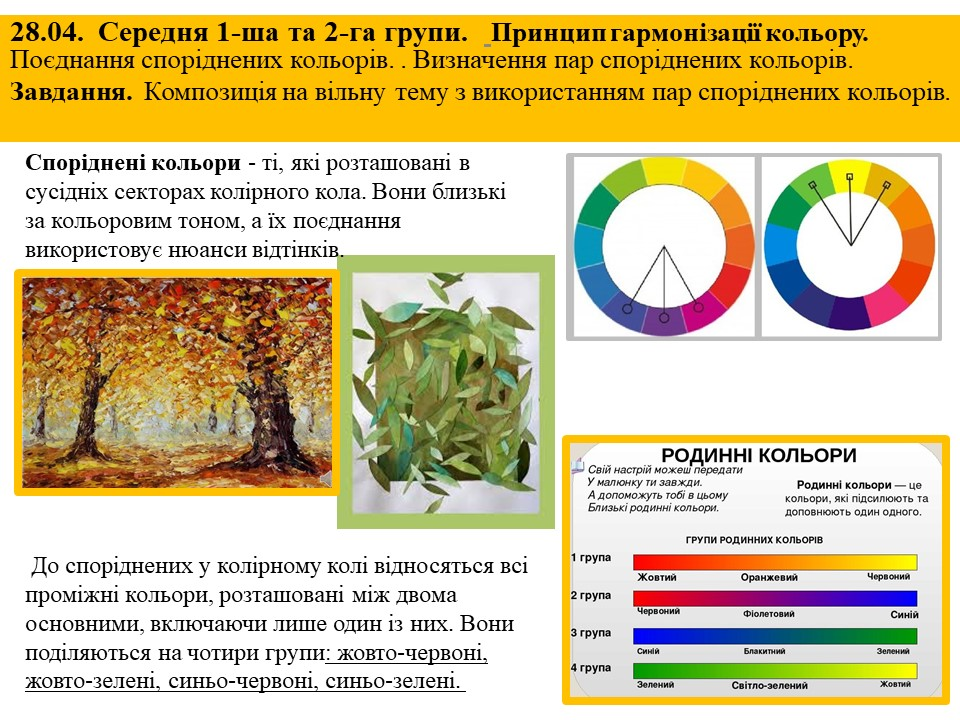 28.04. Середня 1-ша та 2-га групи. Принцип гармонізації кольору.
Поєднання споріднених кольорів. . Визначення пар споріднених кольорів.
Завдання. Композиція на вільну тему з використанням пар споріднених кольорів.
Споріднені кольори - ті, які розташовані в
сусідніх секторах колірного кола. Вони близькі
за кольоровим тоном, а їх поєднання
використовує нюанси відтінків.
РОДИННІ КОЛЬОРИ
Свій настрій можеш передати
У малюнку ти завжди.
А допоможуть тобі в цьому
Близькі родинні кольори.
Родинні кольори — це
кольори, які підсилюють та
доповнюють один одного.
ГРУПИ РОДИННИХ КОЛЬОРІВ
1 група
Жовтий Оранжевий Червоний
2 група
Червоний Фіолетовий Синій
3 група
Синій Блакитний Зелений
4 група
Зелений Світло-зелений Жовтий
До споріднених у колірному колі відносяться всі
проміжні кольори, розташовані між двома
основними, включаючи лише один із них. Вони
поділяються на чотири групи: жовто-червоні,
жовто-зелені, синьо-червоні, синьо-зелені.